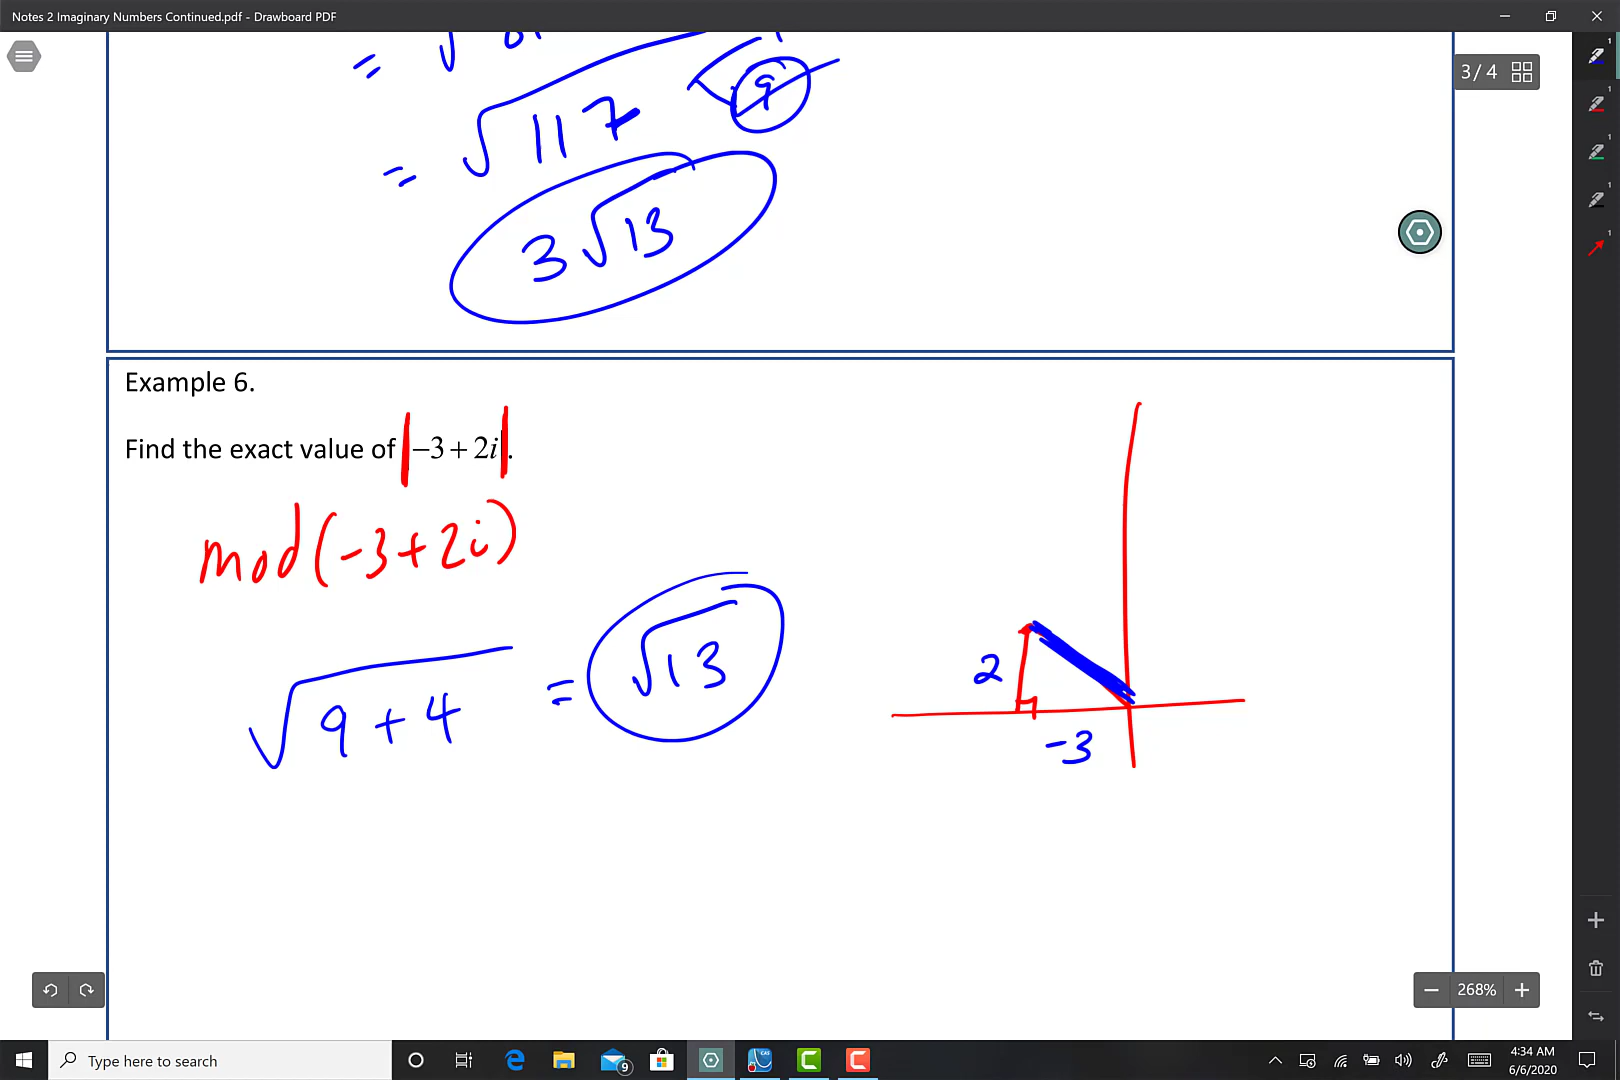 Notes 2 Imaginary Numbers Continued.pdf - Drawboard PDF
3/4
= √117
9
3√13
Example 6.
Find the exact value of |−3+2i|.
mod(-3+2i)
√9+4 = √13
2
-3
268%
Type here to search
9
4:34 AM
6/6/2020